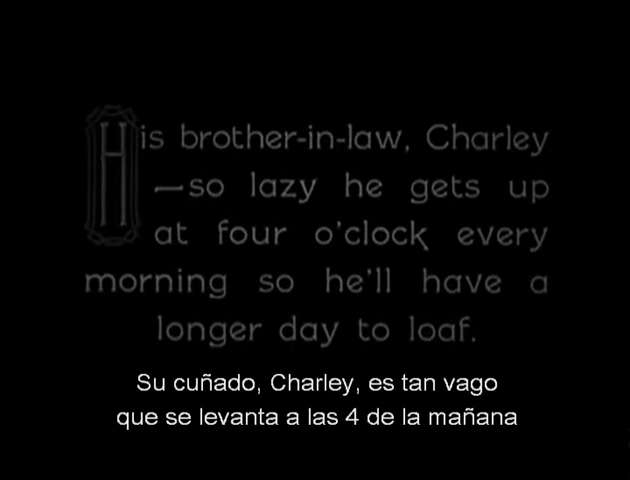 His brother-in-law, Charley
—so lazy he gets up
at four o'clock every
morning so he'll have a
longer day to loaf.
Su cuñado, Charley, es tan vago
que se levanta a las 4 de la mañana